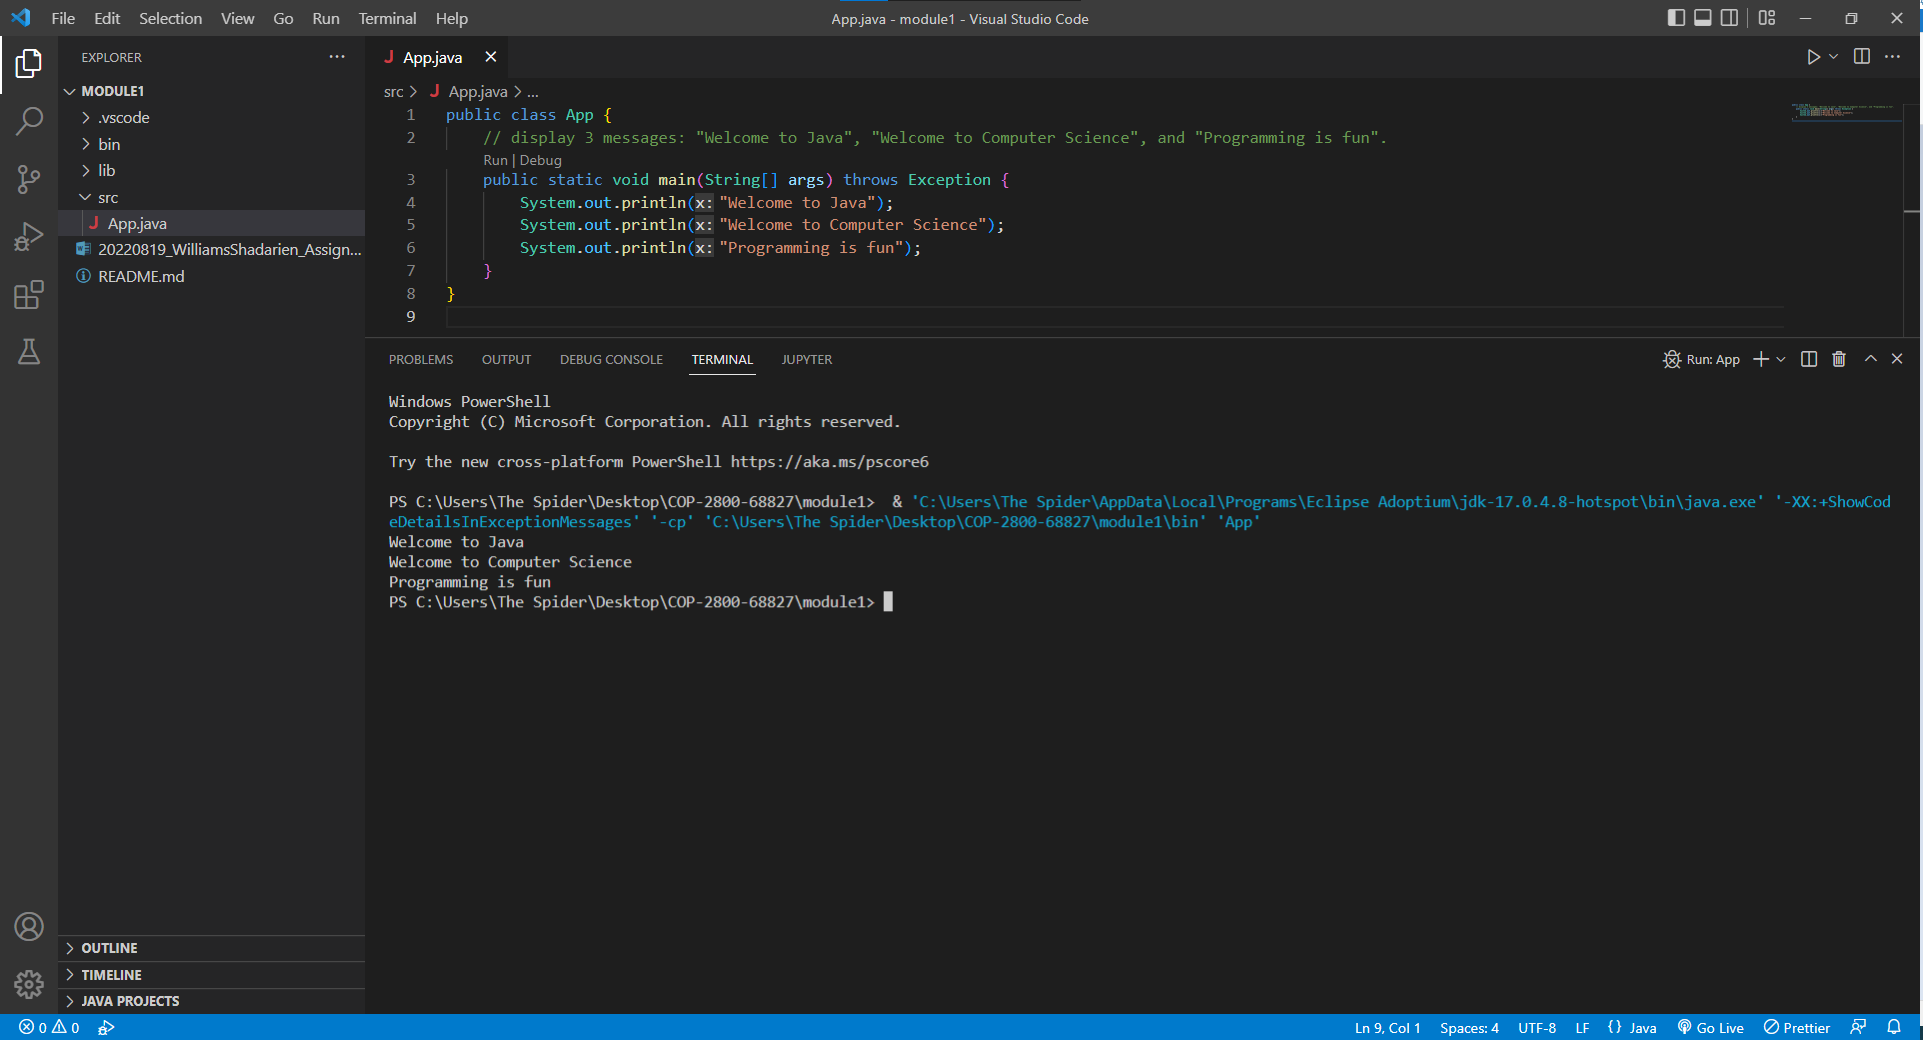 File Edit Selection View Go Run Terminal Help
App.java - module1 - Visual Studio Code
EXPLORER
MODULE1
.vscode
bin
lib
src
App.java
20220819_WilliamsShadarien_Assign...
README.md
OUTLINE
TIMELINE
JAVA PROJECTS
App.java
src > App.java > ...
1 public class App {
2 // display 3 messages: "Welcome to Java", "Welcome to Computer Science", and "Programming is fun".
Run | Debug
3 public static void main(String[] args) throws Exception {
4 System.out.println(x: "Welcome to Java");
5 System.out.println(x: "Welcome to Computer Science");
6 System.out.println(x: "Programming is fun");
7 }
8 }
9
PROBLEMS OUTPUT DEBUG CONSOLE TERMINAL JUPYTER
Run: App
Windows PowerShell
Copyright (C) Microsoft Corporation. All rights reserved.
Try the new cross-platform PowerShell https://aka.ms/pscore6
PS C:\Users\The Spider\Desktop\COP-2800-68827\module1>  & 'C:\Users\The Spider\AppData\Local\Programs\Eclipse Adoptium\jdk-17.0.4.8-hotspot\bin\java.exe' '-XX:+ShowCod
eDetailsInExceptionMessages' '-cp' 'C:\Users\The Spider\Desktop\COP-2800-68827\module1\bin' 'App'
Welcome to Java
Welcome to Computer Science
Programming is fun
PS C:\Users\The Spider\Desktop\COP-2800-68827\module1>
0 0
Ln 9, Col 1 Spaces: 4 UTF-8 LF {} Java Go Live Prettier